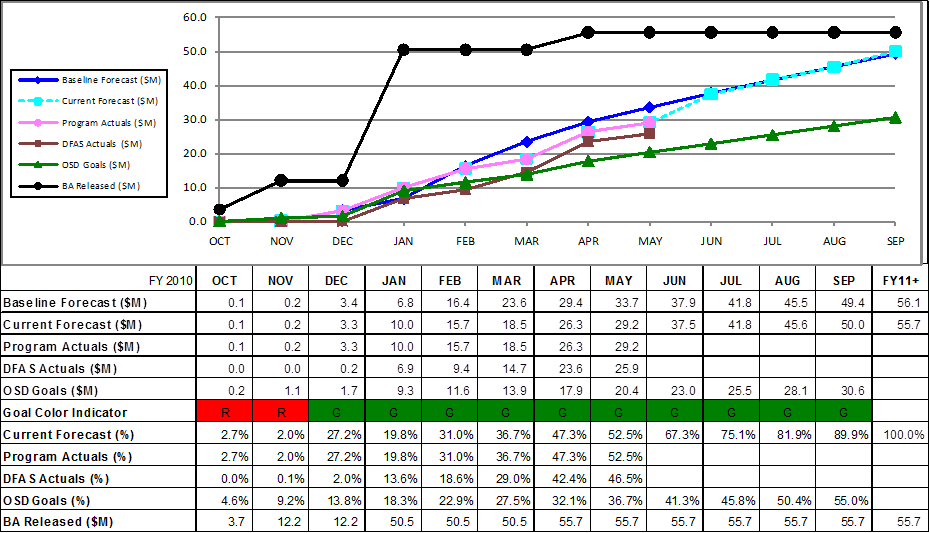 60.0
50.0
40.0
30.0
20.0
10.0
0.0
Baseline Forecast ($M)
Current Forecast ($M)
Program Actuals ($M)
DFAS Actuals ($M)
OSD Goals ($M)
BA Released ($M)
OCT NOV DEC JAN FEB MAR APR MAY JUN JUL AUG SEP
FY 2010 OCT NOV DEC JAN FEB MAR APR MAY JUN JUL AUG SEP FY11+
Baseline Forecast ($M) 0.1 0.2 3.4 6.8 16.4 23.6 29.4 33.7 37.9 41.8 45.5 49.4 56.1
Current Forecast ($M) 0.1 0.2 3.3 10.0 15.7 18.5 26.3 29.2 37.5 41.8 45.6 50.0 55.7
Program Actuals ($M) 0.1 0.2 3.3 10.0 15.7 18.5 26.3 29.2
DFAS Actuals ($M) 0.0 0.0 0.2 6.9 9.4 14.7 23.6 25.9
OSD Goals ($M) 0.2 1.1 1.7 9.3 11.6 13.9 17.9 20.4 23.0 25.5 28.1 30.6
Goal Color Indicator R R G G G G G G G G G G
Current Forecast (%) 2.7% 2.0% 27.2% 19.8% 31.0% 36.7% 47.3% 52.5% 67.3% 75.1% 81.9% 89.9% 100.0%
Program Actuals (%) 2.7% 2.0% 27.2% 19.8% 31.0% 36.7% 47.3% 52.5%
DFAS Actuals (%) 0.0% 0.1% 2.0% 13.6% 18.6% 29.0% 42.4% 46.5%
OSD Goals (%) 4.6% 9.2% 13.8% 18.3% 22.9% 27.5% 32.1% 36.7% 41.3% 45.8% 50.4% 55.0%
BA Released ($M) 3.7 12.2 12.2 50.5 50.5 50.5 55.7 55.7 55.7 55.7 55.7 55.7 55.7